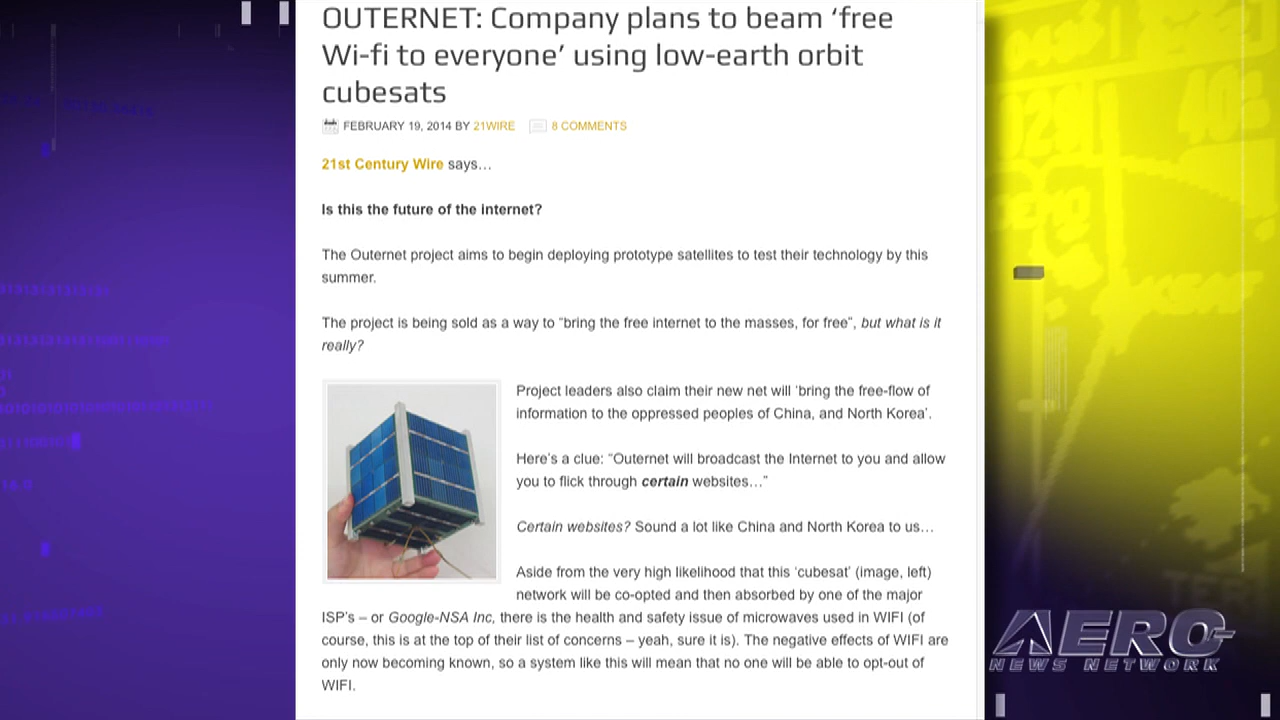 OUTERNET: Company plans to beam ‘free
Wi-fi to everyone’ using low-earth orbit
cubesats
FEBRUARY 19, 2014 BY 21WIRE 8 COMMENTS
21st Century Wire says…
Is this the future of the internet?
The Outernet project aims to begin deploying prototype satellites to test their technology by this
summer.
The project is being sold as a way to “bring the free internet to the masses, for free”, but what is it
really?
Project leaders also claim their new net will ‘bring the free-flow of
information to the oppressed peoples of China, and North Korea’.
Here’s a clue: “Outernet will broadcast the Internet to you and allow
you to flick through certain websites…”
Certain websites? Sound a lot like China and North Korea to us…
Aside from the very high likelihood that this ‘cubesat’ (image, left)
network will be co-opted and then absorbed by one of the major
ISP’s – or Google-NSA Inc, there is the health and safety issue of microwaves used in WIFI (of
course, this is at the top of their list of concerns – yeah, sure it is). The negative effects of WIFI are
only now becoming known, so a system like this will mean that no one will be able to opt-out of
WIFI.
AERO-
NEWS NETWORK